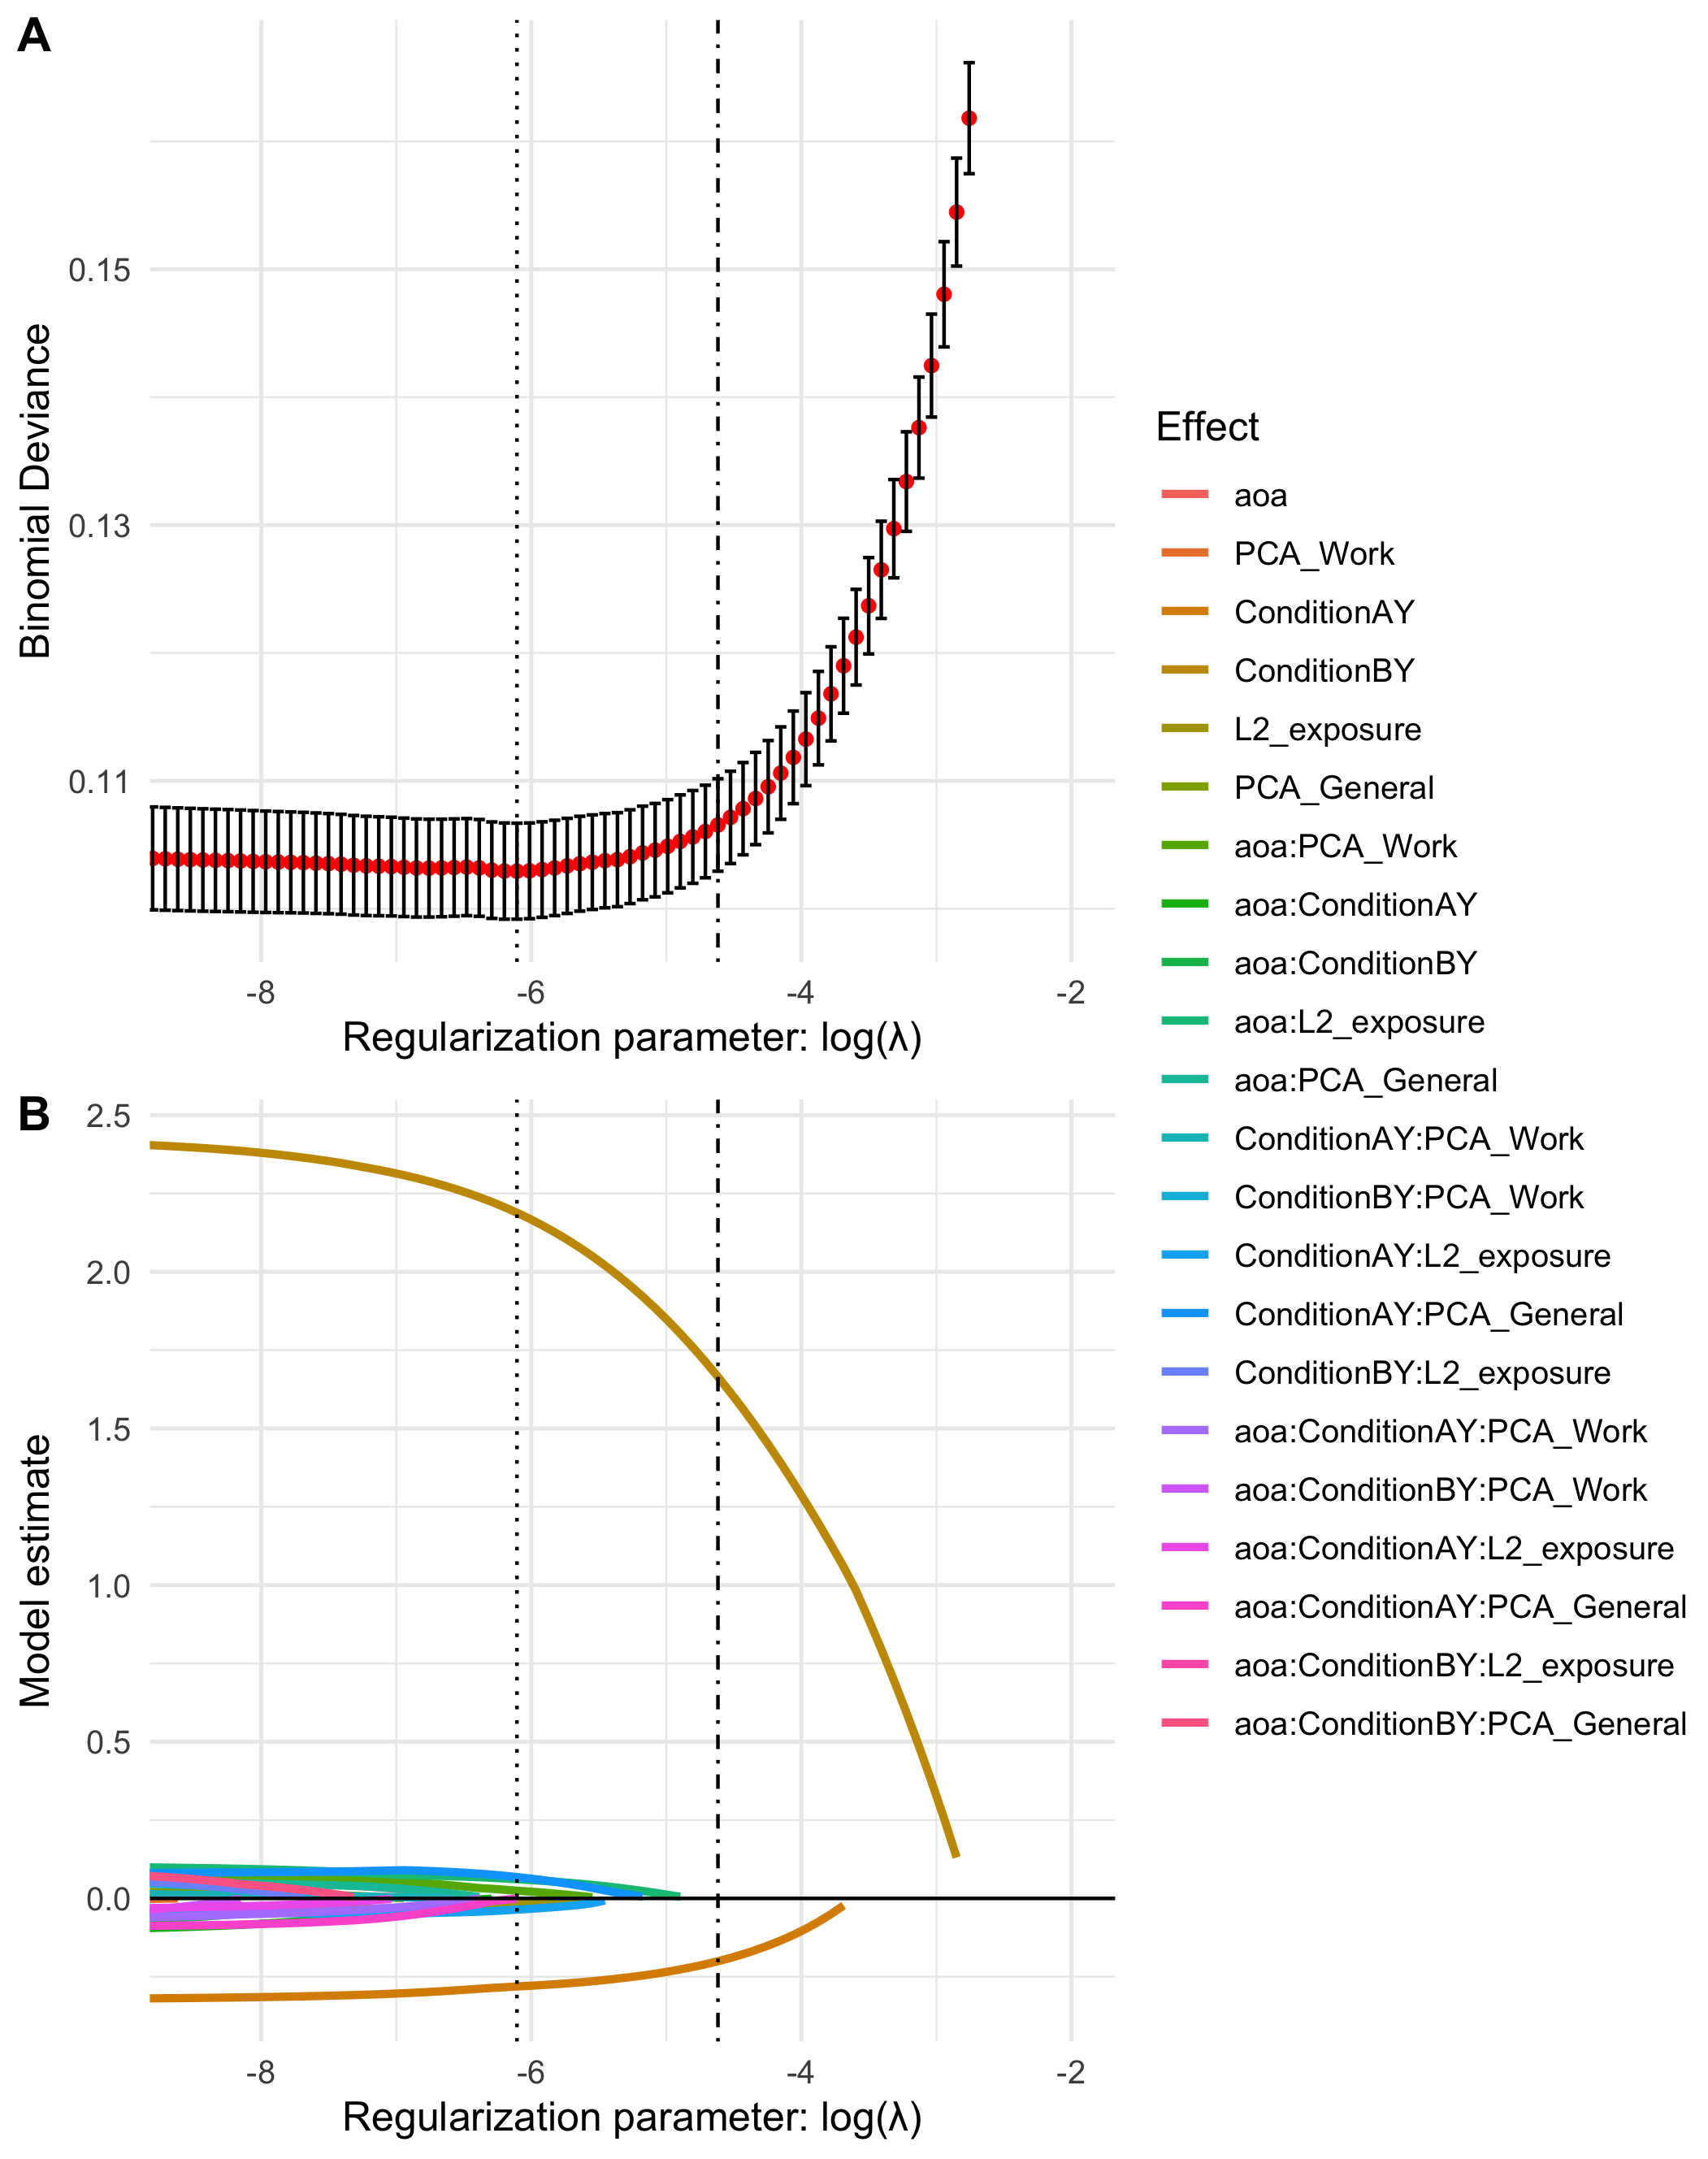 A
0.15
0.13
0.11
Binomial Deviance
-8
-6
-4
-2
Regularization parameter: log(λ)
B
2.5
2.0
1.5
1.0
0.5
0.0
Model estimate
-8
-6
-4
-2
Regularization parameter: log(λ)
Effect
aoa
PCA_Work
ConditionAY
ConditionBY
L2_exposure
PCA_General
aoa:PCA_Work
aoa:ConditionAY
aoa:ConditionBY
aoa:L2_exposure
aoa:PCA_General
ConditionAY:PCA_Work
ConditionBY:PCA_Work
ConditionAY:L2_exposure
ConditionAY:PCA_General
ConditionBY:L2_exposure
aoa:ConditionAY:PCA_Work
aoa:ConditionBY:PCA_Work
aoa:ConditionAY:L2_exposure
aoa:ConditionAY:PCA_General
aoa:ConditionBY:L2_exposure
aoa:ConditionBY:PCA_General